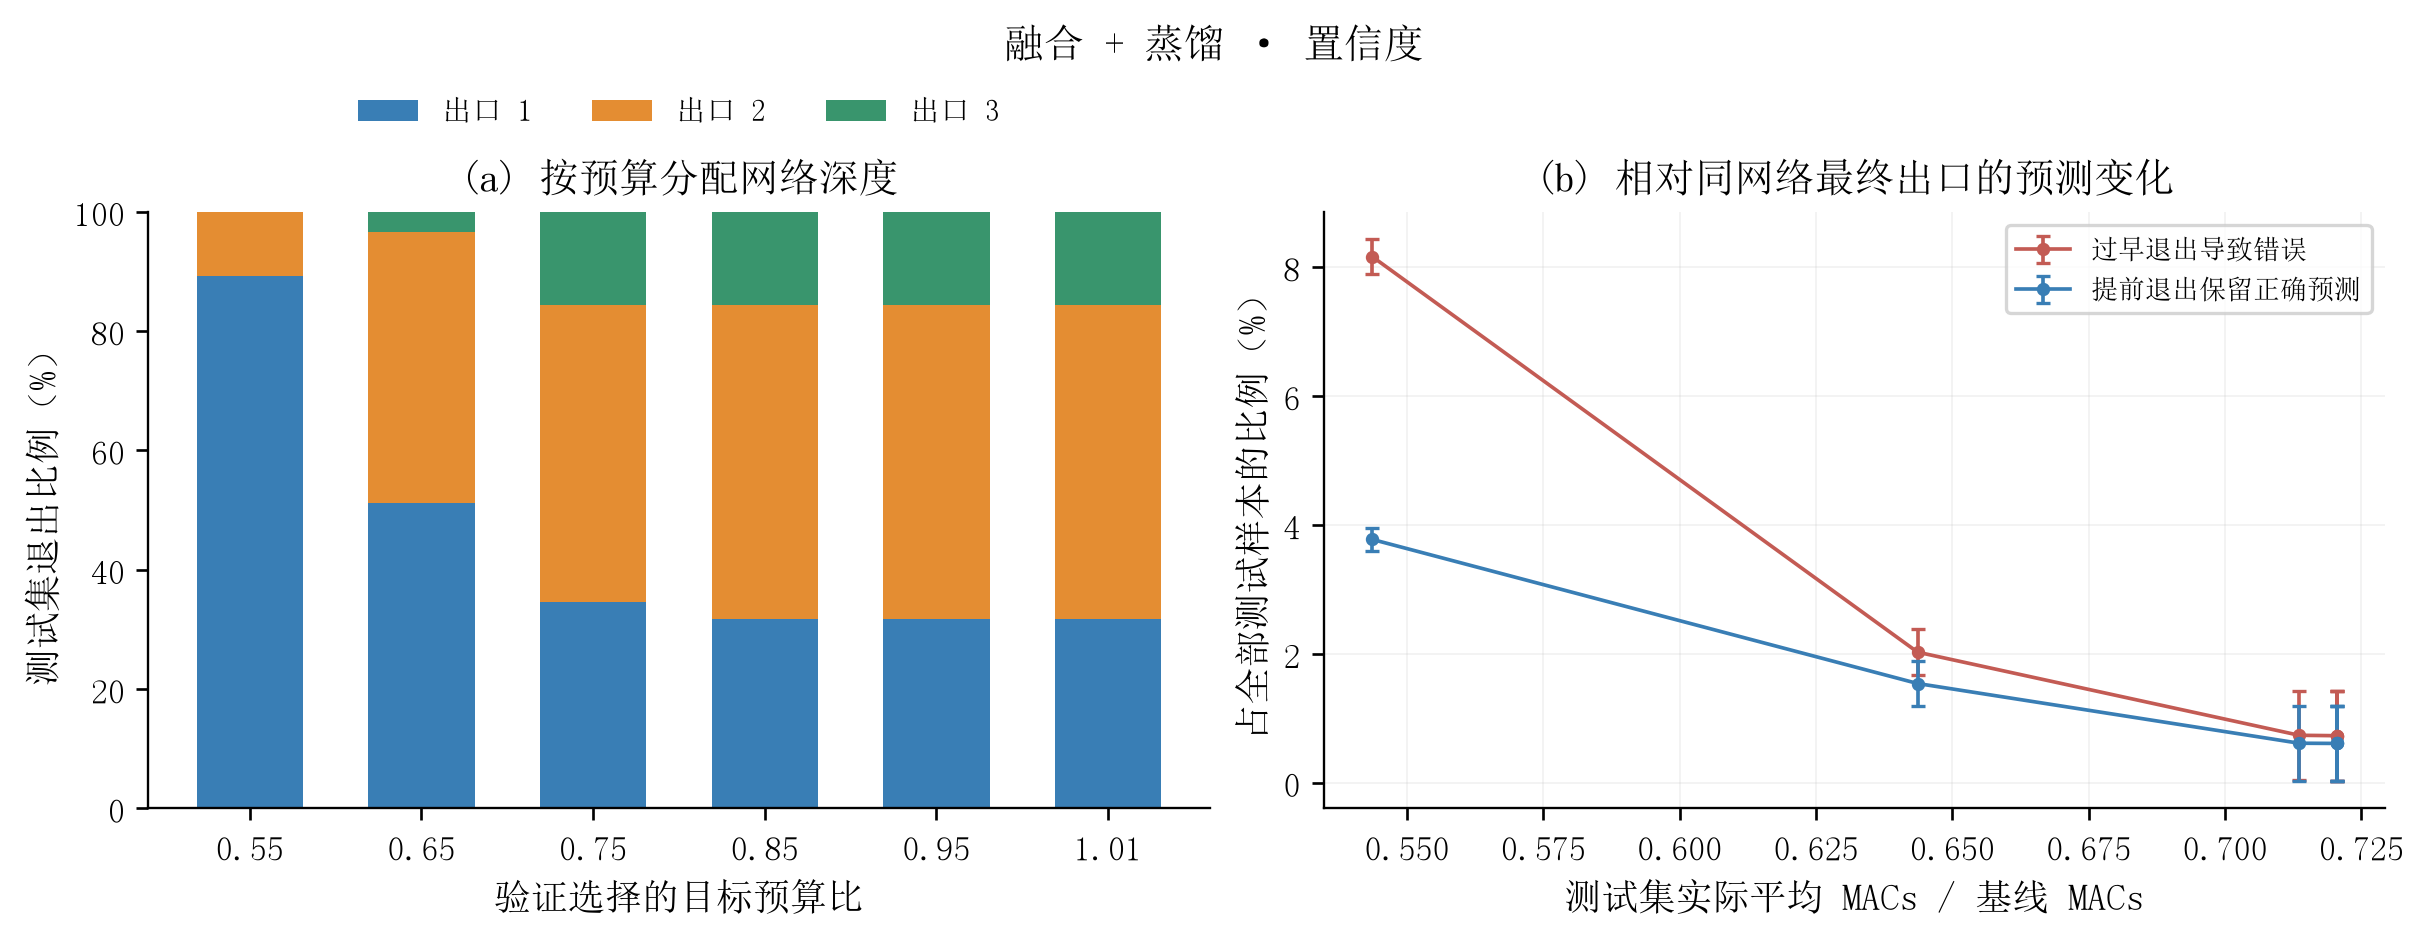 融合 + 蒸馏 · 置信度
出口 1
出口 2
出口 3
(a) 按预算分配网络深度
测试集退出比例 (%)
100
80
60
40
20
0
0.55
0.65
0.75
0.85
0.95
1.01
验证选择的目标预算比
(b) 相对同网络最终出口的预测变化
过早退出导致错误
提前退出保留正确预测
占全部测试样本的比例 (%)
8
6
4
2
0
0.550
0.575
0.600
0.625
0.650
0.675
0.700
0.725
测试集实际平均 MACs / 基线 MACs